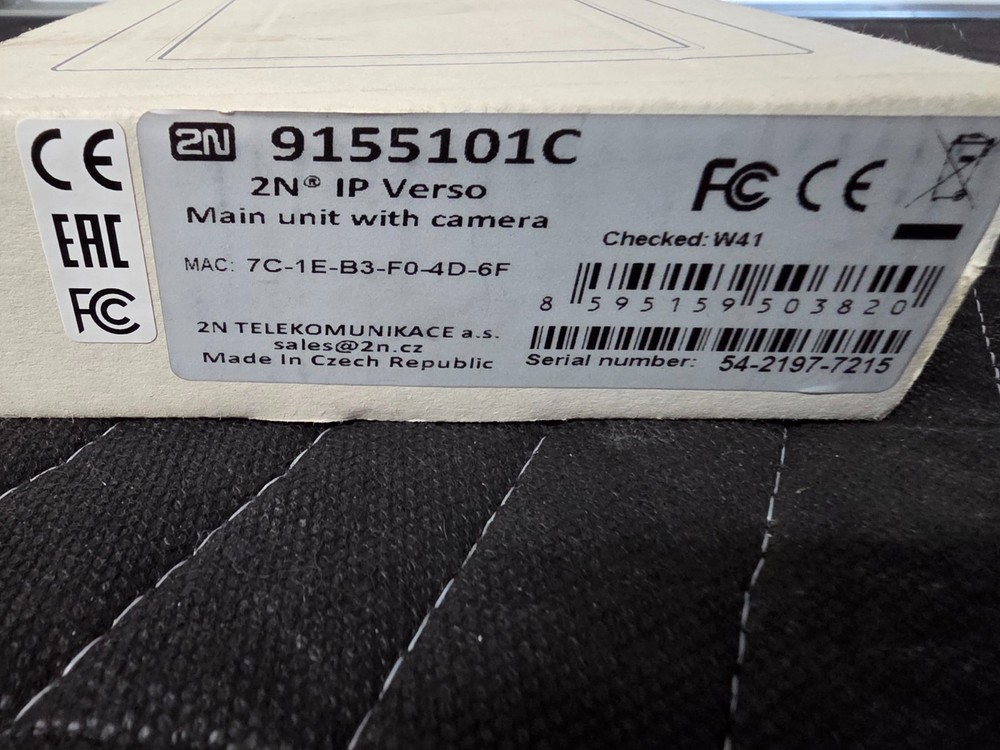 CE
EAC
FC
2N 9155101C
2N® IP Verso
Main unit with camera
MAC: 7C-1E-B3-F0-4D-6F
2N TELEKOMUNIKACE a.s.
sales@2n.cz
Made In Czech Republic
FC CE
Checked: W41
8 595159 503820
Serial number: 54-2197-7215